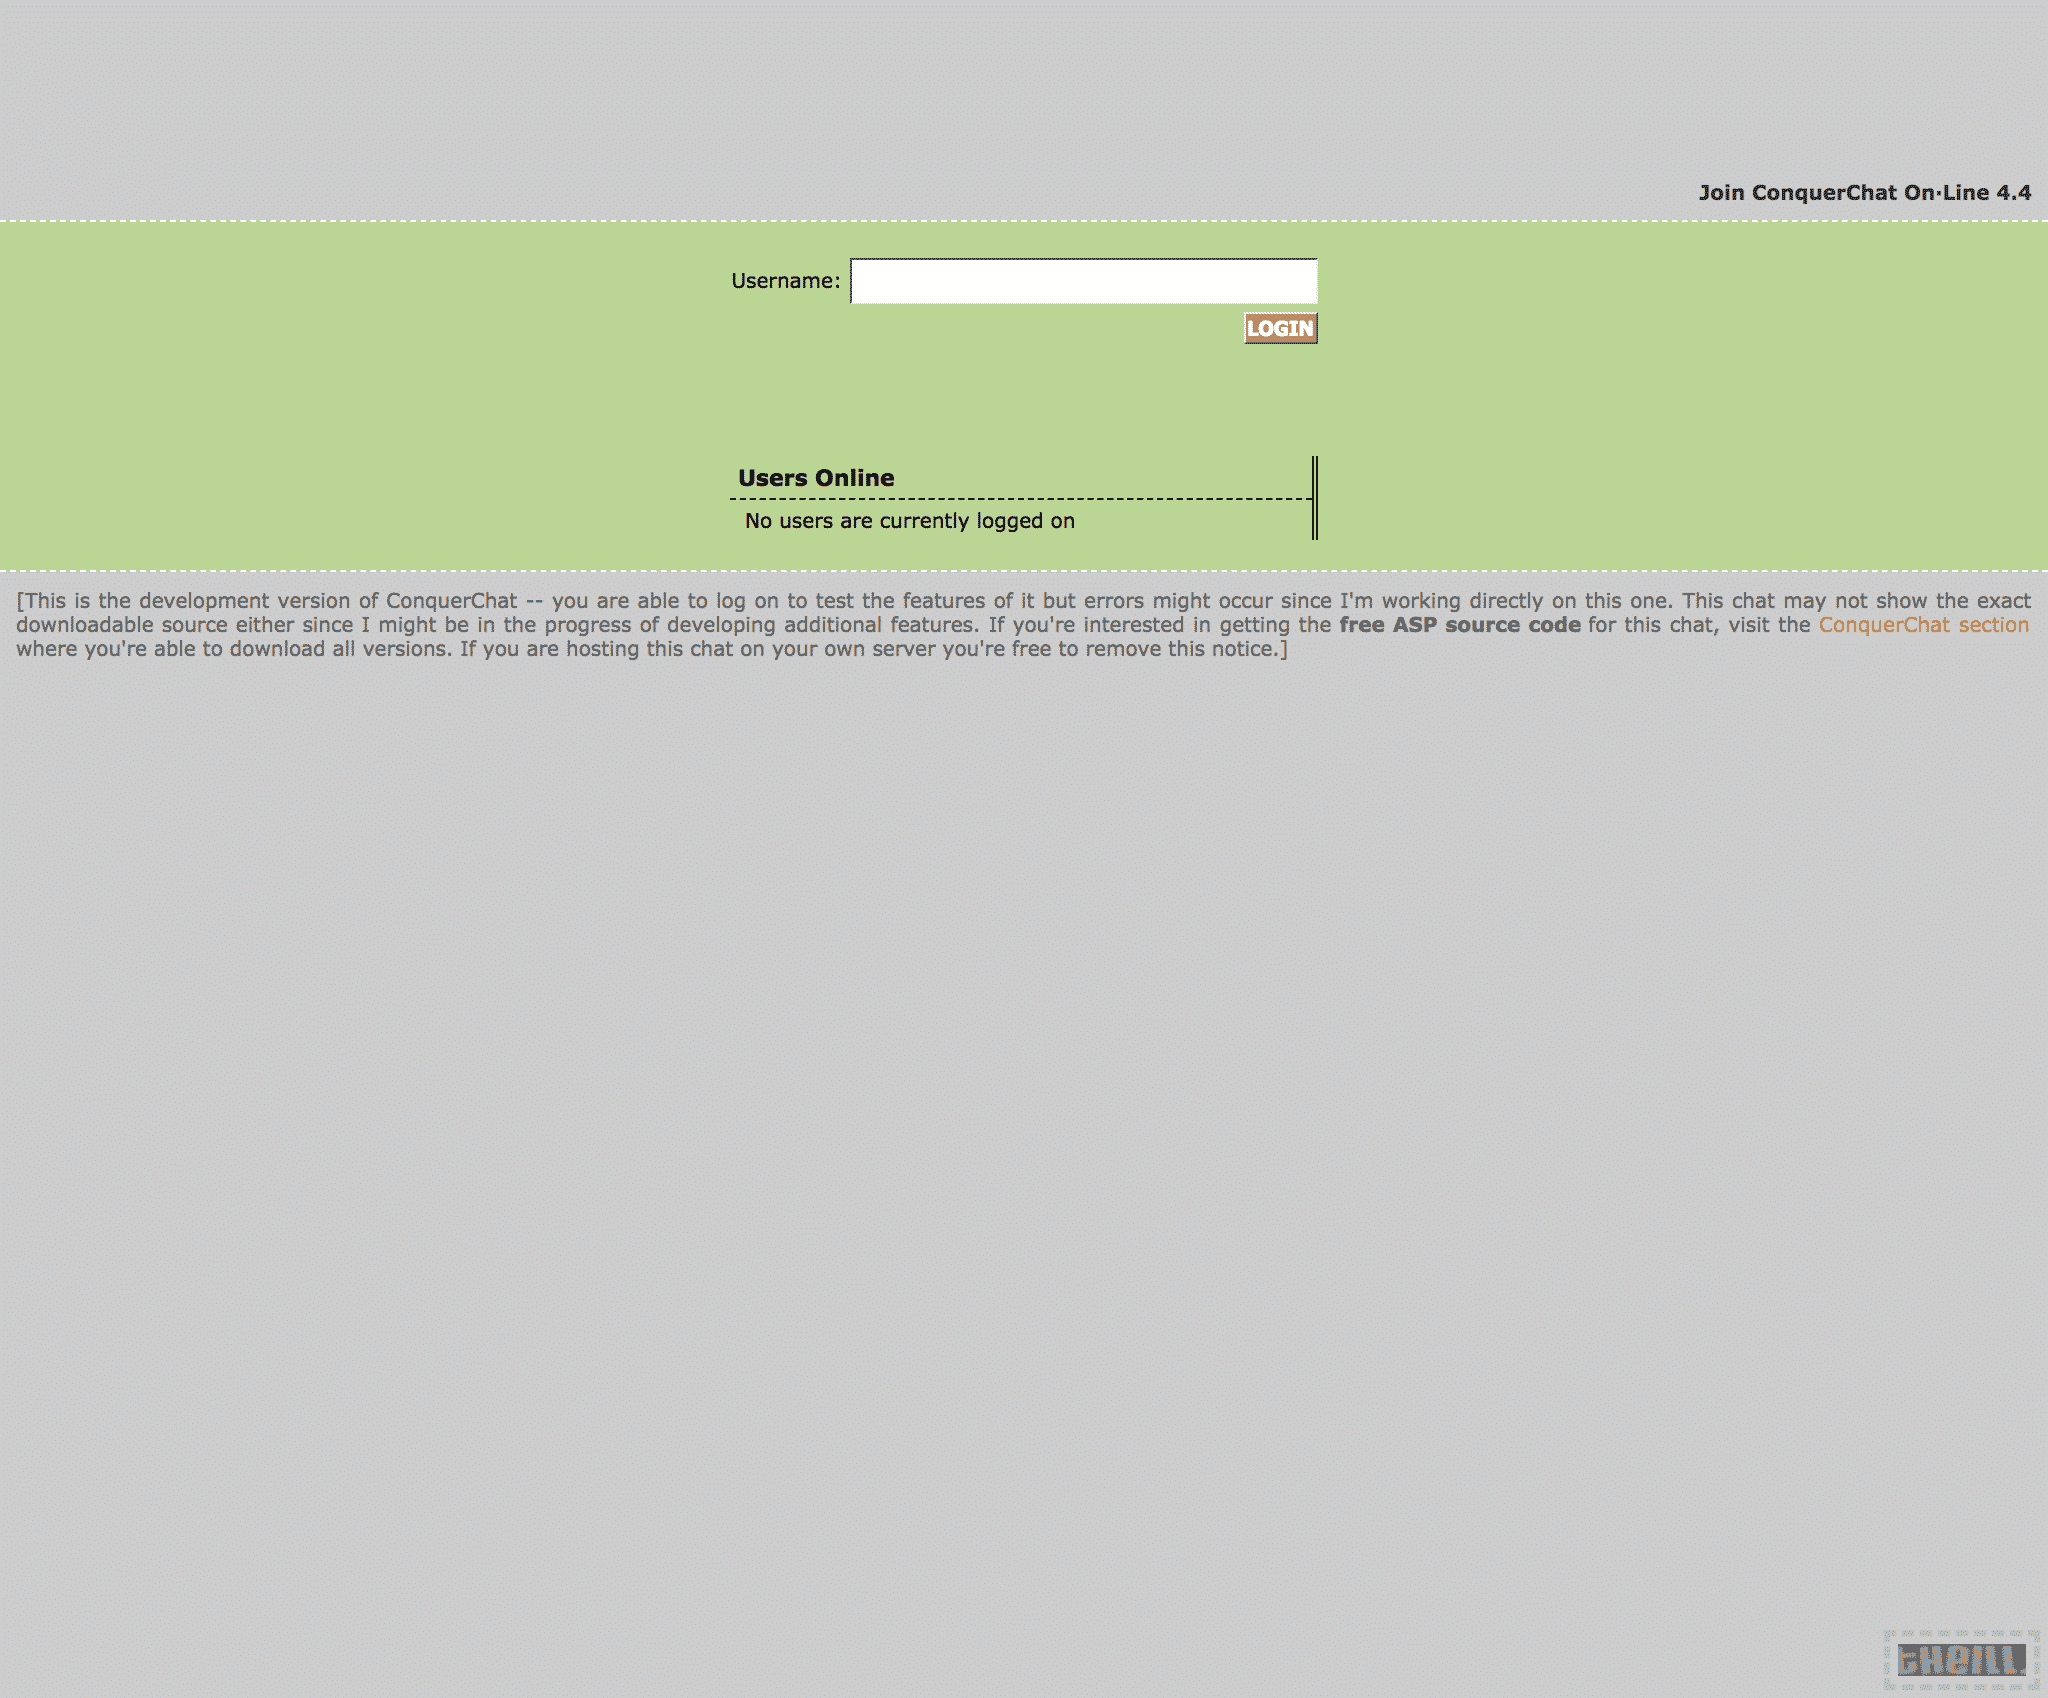 Join ConquerChat On·Line 4.4
Username:
LOGIN
Users Online
No users are currently logged on
[This is the development version of ConquerChat -- you are able to log on to test the features of it but errors might occur since I'm working directly on this one. This chat may not show the exact
downloadable source either since I might be in the progress of developing additional features. If you're interested in getting the free ASP source code for this chat, visit the ConquerChat section
where you're able to download all versions. If you are hosting this chat on your own server you're free to remove this notice.]
tHeill.